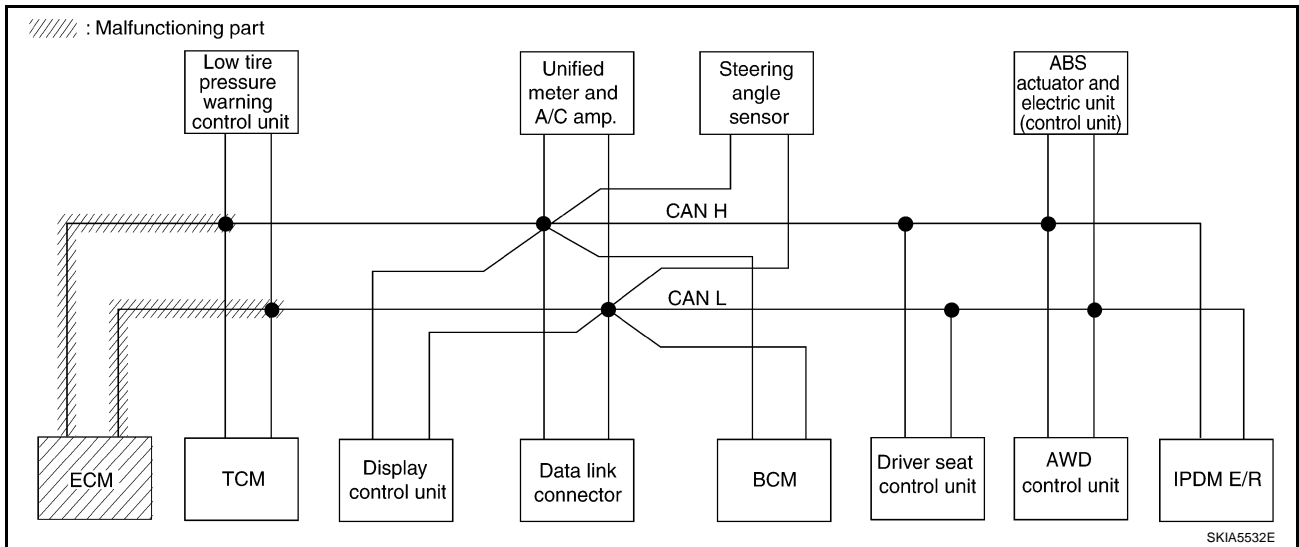 : Malfunctioning part
Low tire
pressure
warning
control unit
Unified
meter and
A/C amp.
Steering
angle
sensor
ABS
actuator and
electric unit
(control unit)
CAN H
CAN L
ECM
TCM
Display
control unit
Data link
connector
BCM
Driver seat
control unit
AWD
control unit
IPDM E/R
SKIA5532E